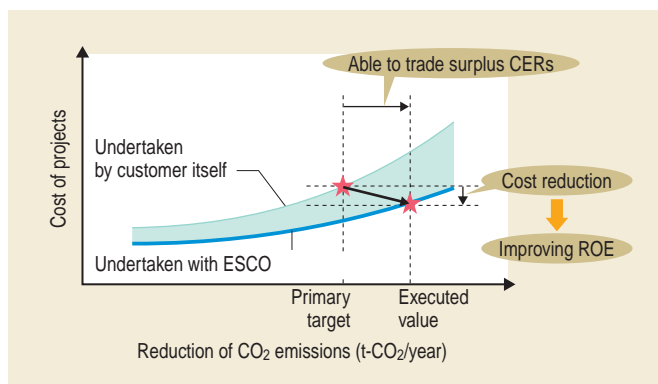 Able to trade surplus CERs
Cost of projects
Undertaken
by customer itself
Cost reduction
Improving ROE
Undertaken with ESCO
Primary
target
Executed
value
Reduction of CO₂ emissions (t-CO₂/year)